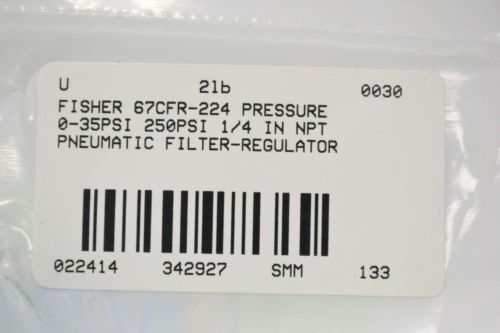 U 2lb 0030
FISHER 67CFR-224 PRESSURE
0-35PSI 250PSI 1/4 IN NPT
PNEUMATIC FILTER-REGULATOR
022414 342927 SMM 133